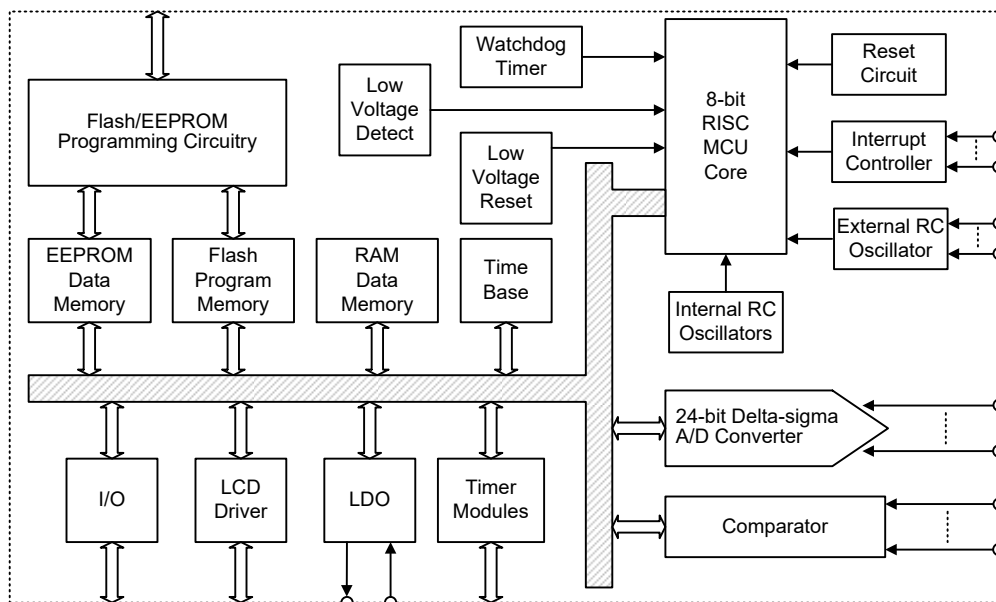 Watchdog
Timer
Reset
Circuit
8-bit
RISC
MCU
Core
Low
Voltage
Detect
Flash/EEPROM
Programming Circuitry
Interrupt
Controller
Low
Voltage
Reset
External RC
Oscillator
EEPROM
Data
Memory
Flash
Program
Memory
RAM
Data
Memory
Time
Base
Internal RC
Oscillators
24-bit Delta-sigma
A/D Converter
I/O
LCD
Driver
LDO
Timer
Modules
Comparator